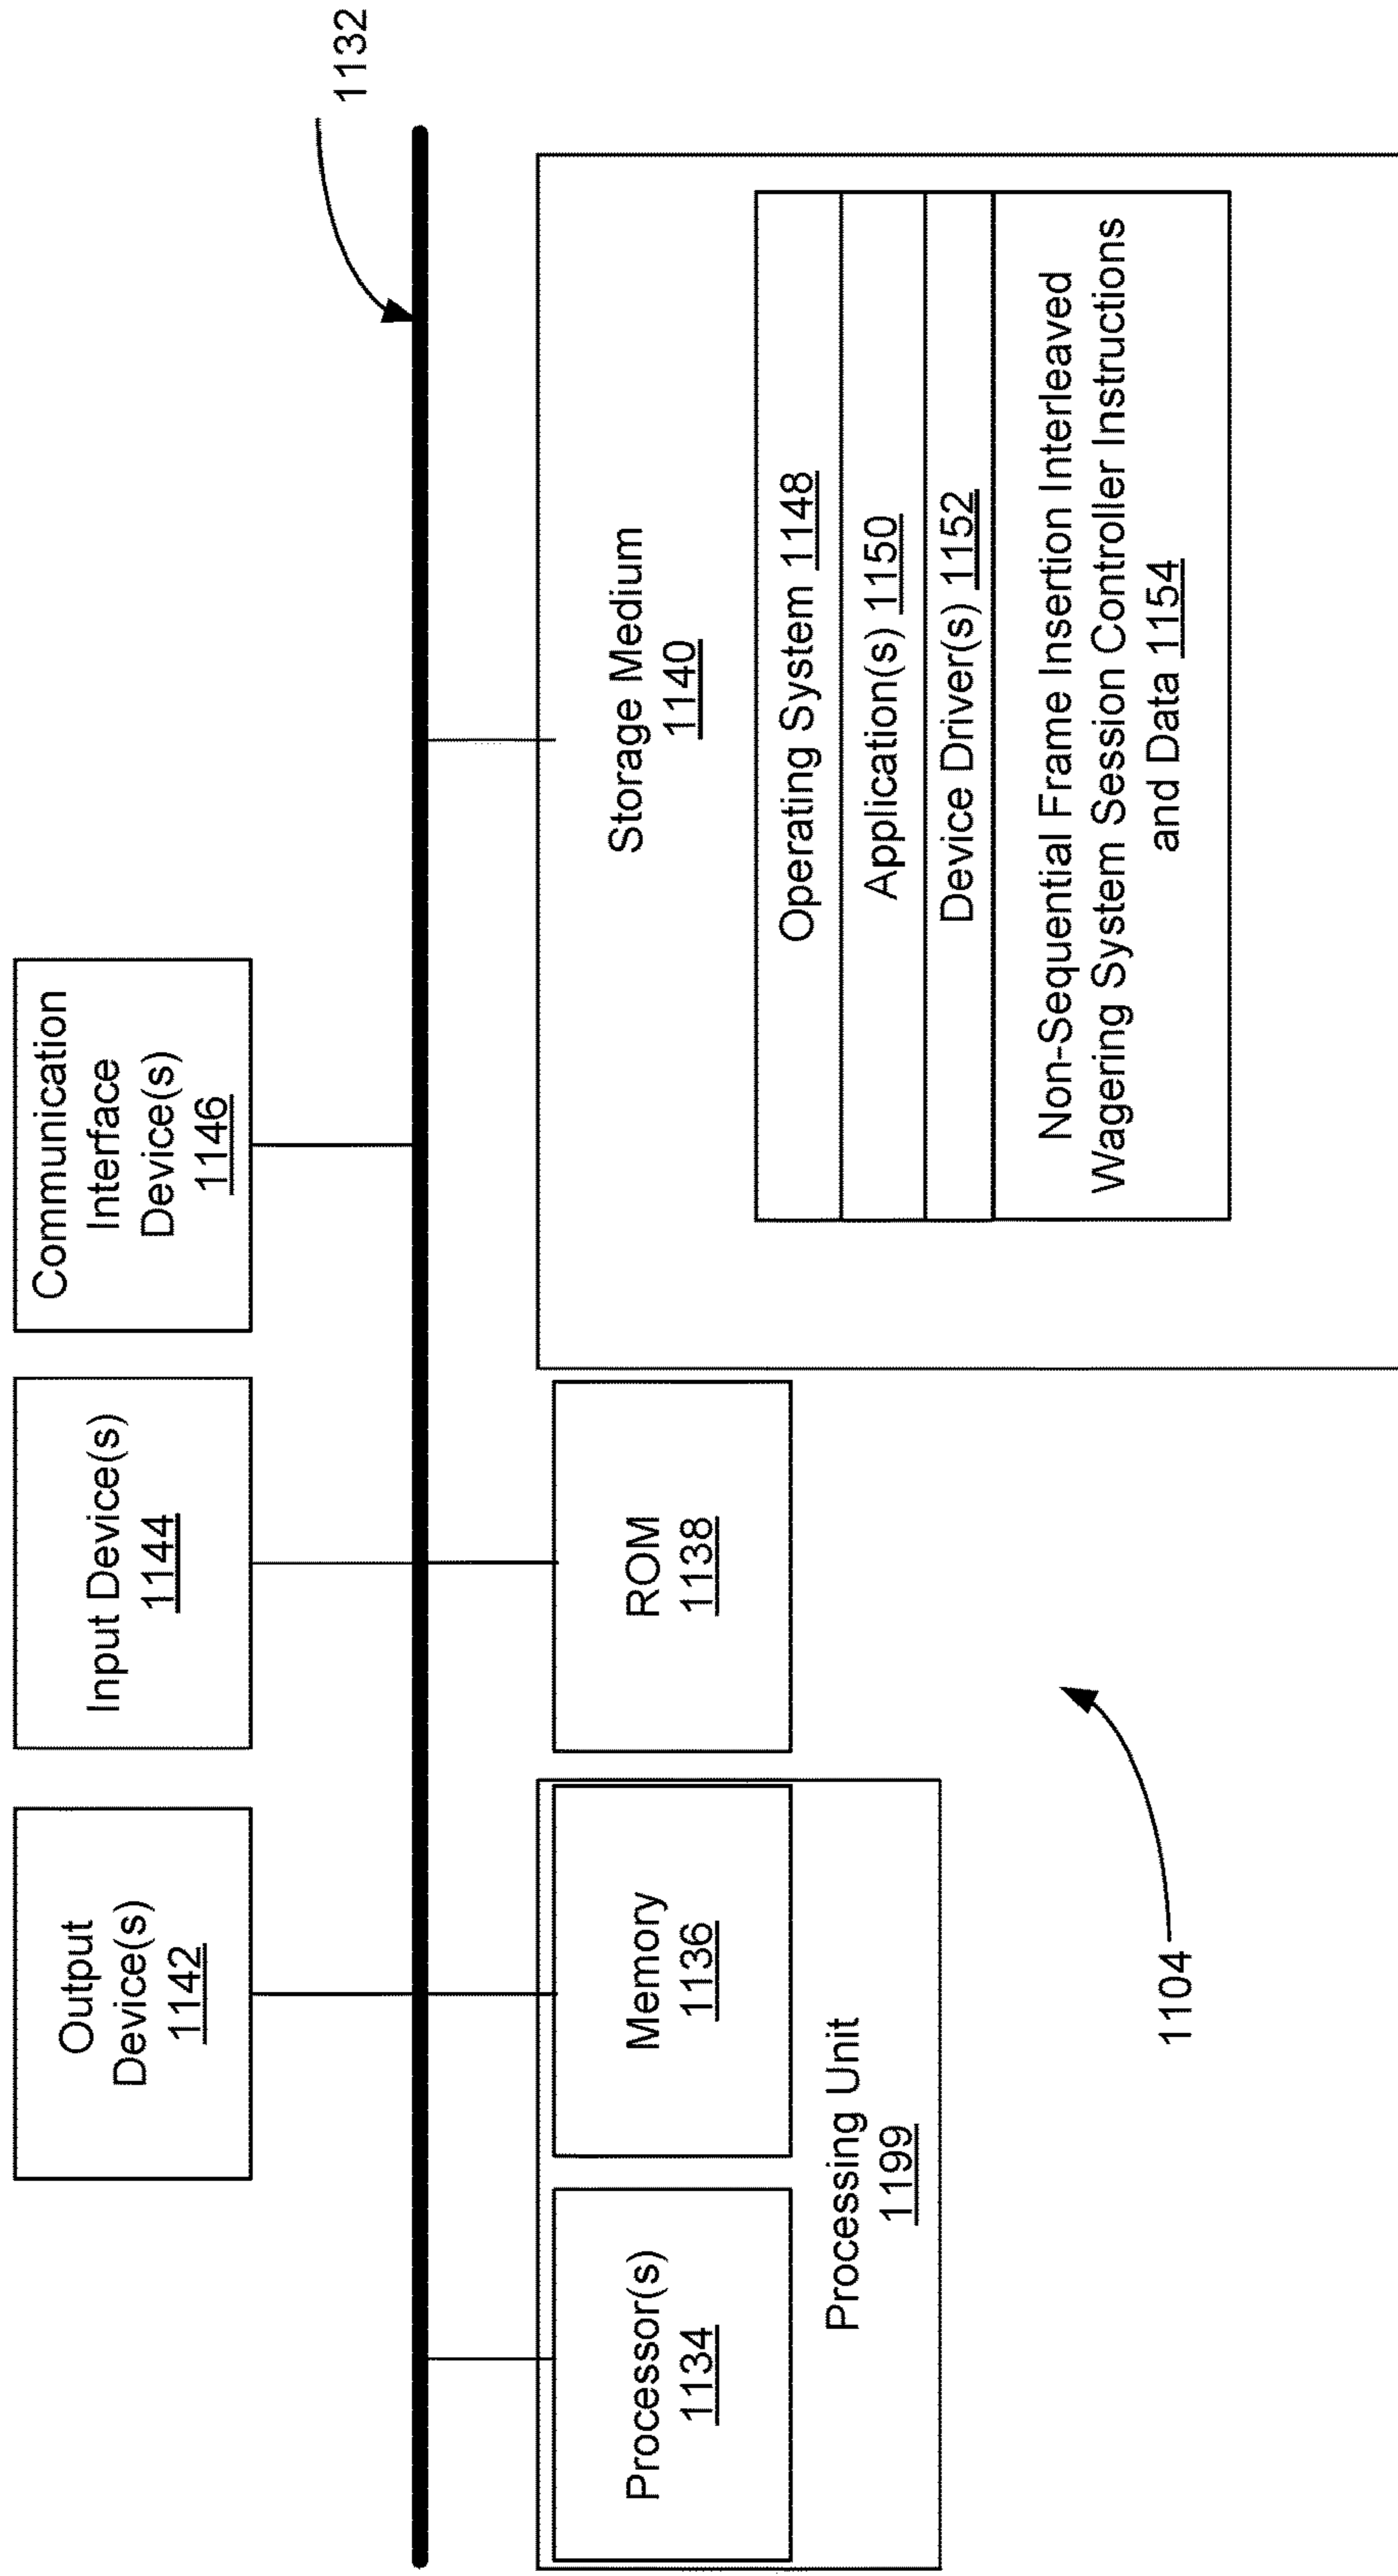 Output
Device(s)
1142
Input Device(s)
1144
Communication
Interface
Device(s)
1146
1132
Processor(s)
1134
Memory
1136
Processing Unit
1199
ROM
1138
Storage Medium
1140
Operating System 1148
Application(s) 1150
Device Driver(s) 1152
Non-Sequential Frame Insertion Interleaved
Wagering System Session Controller Instructions
and Data 1154
1104